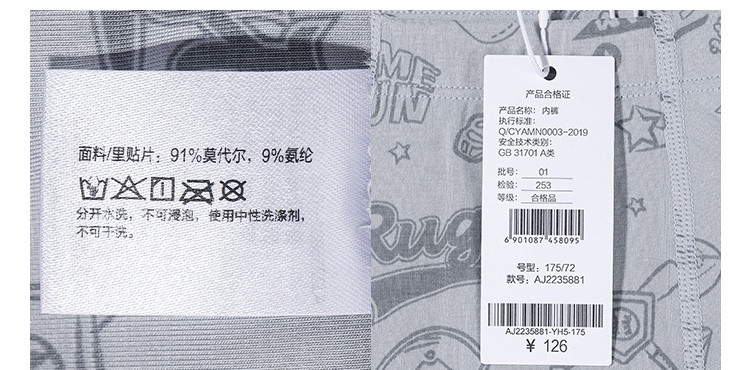 面料/里贴片：91%莫代尔，9%氨纶
分开水洗，不可浸泡，使用中性洗涤剂，
不可干洗。
ME
UN
Rug
产品合格证
产品名称：内裤
执行标准：
Q/CYAMN0003-2019
安全技术类别：
GB 31701 A类
批号： 01
检验： 253
等级： 合格品
6 901087 458095
号型：175/72
款号：AJ2235881
AJ2235881-YH5-175
¥ 126